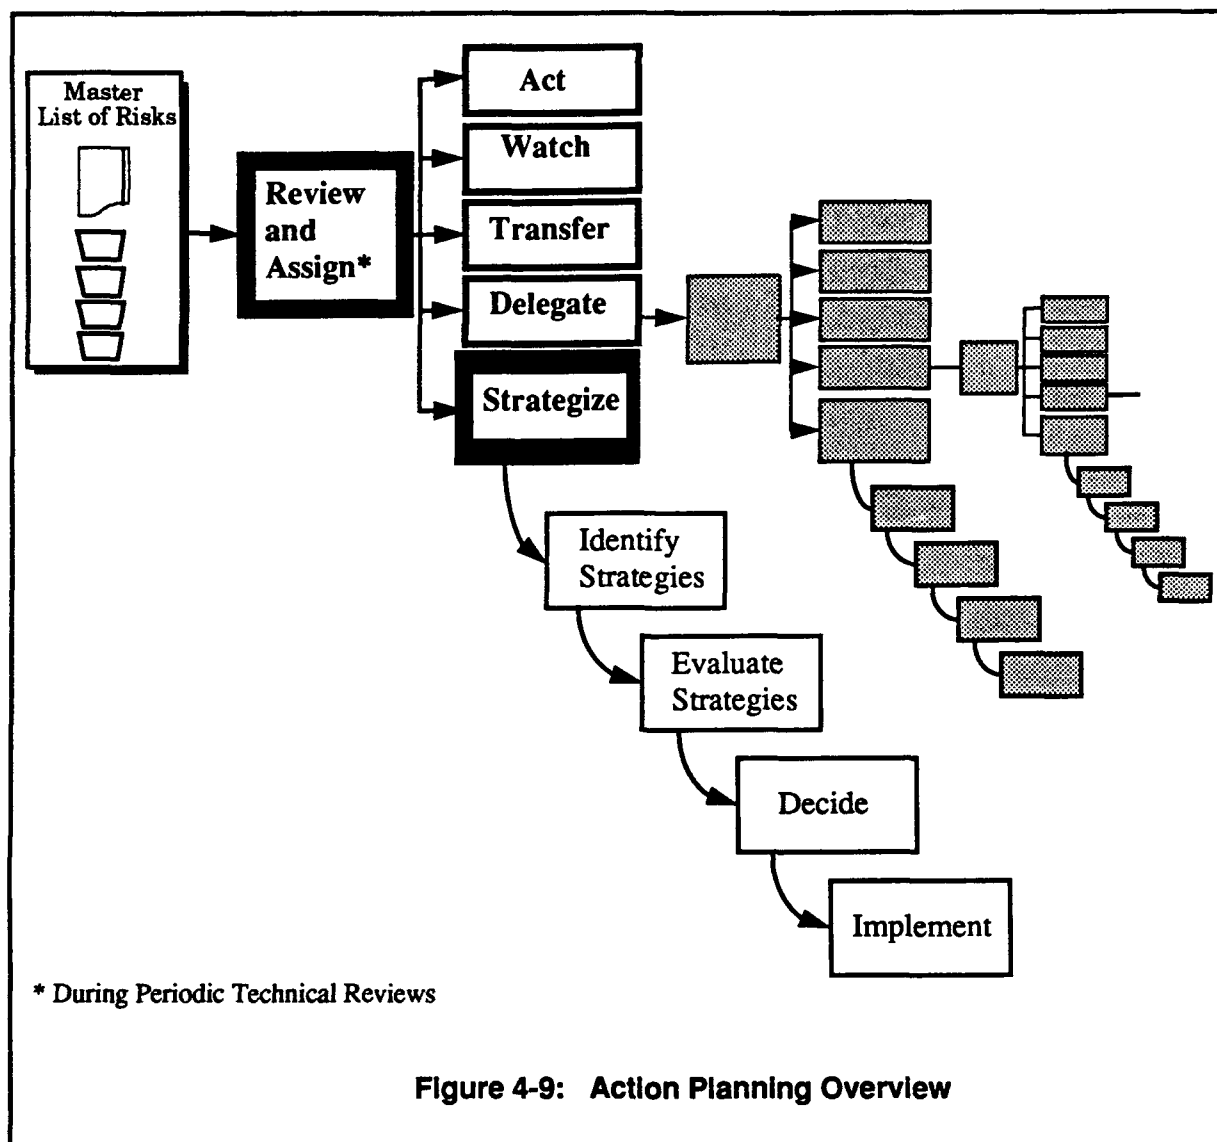 Master
List of Risks
Review
and
Assign*
Act
Watch
Transfer
Delegate
Strategize
Identify
Strategies
Evaluate
Strategies
Decide
Implement
* During Periodic Technical Reviews
Figure 4-9: Action Planning Overview